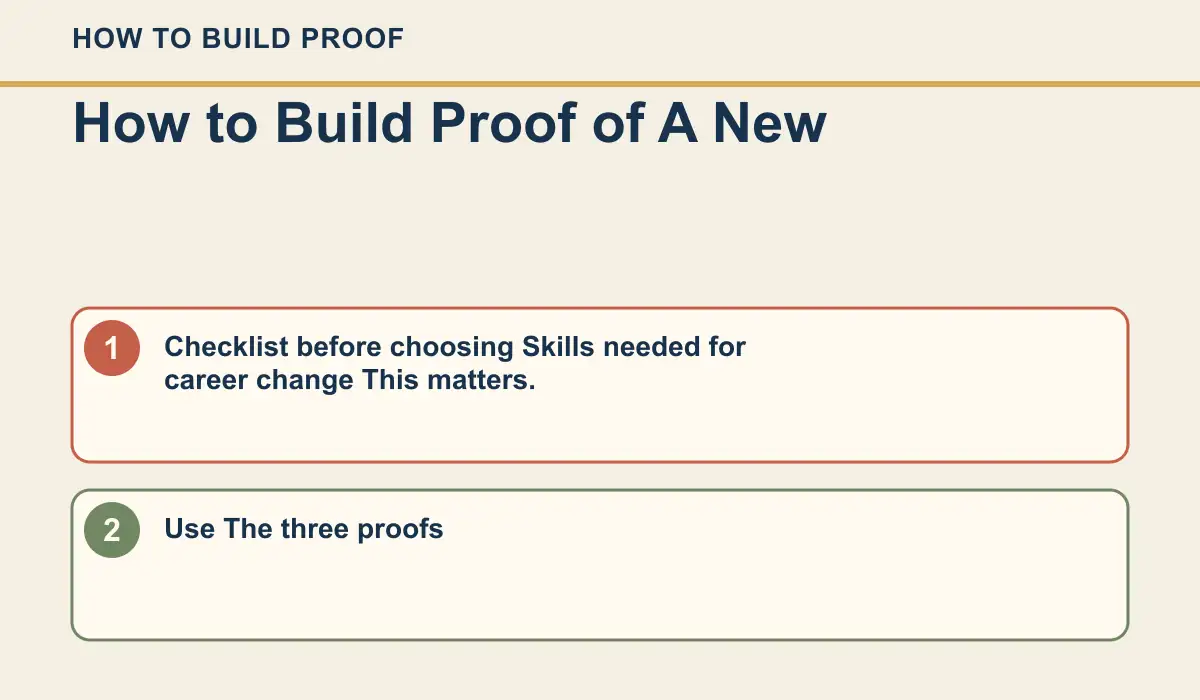 HOW TO BUILD PROOF
How to Build Proof of A New
1
Checklist before choosing Skills needed for
career change This matters.
2
Use The three proofs